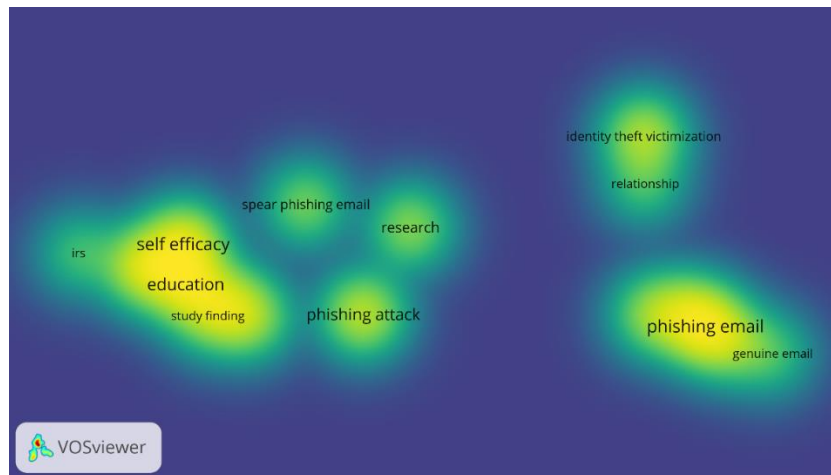 identity theft victimization
relationship
spear phishing email
research
self efficacy
irs
education
study finding
phishing attack
phishing email
genuine email
VOSviewer